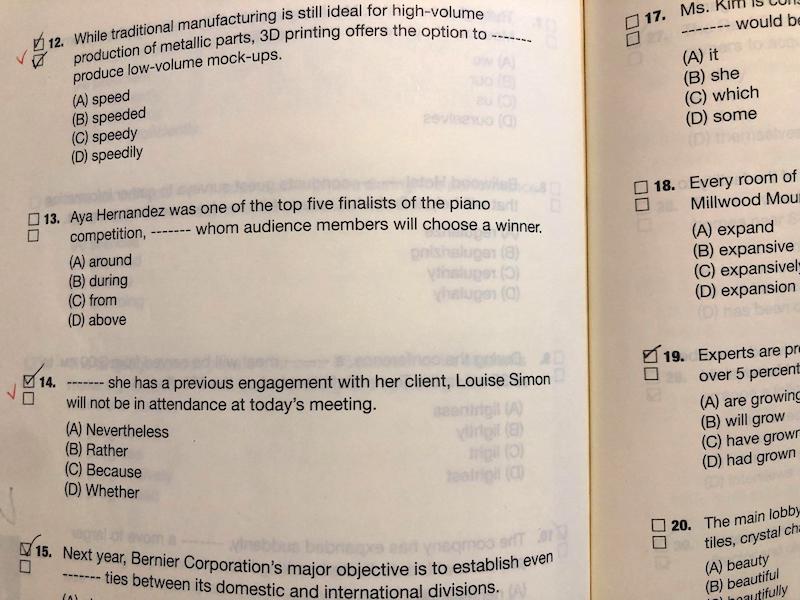 12. While traditional manufacturing is still ideal for high-volume
production of metallic parts, 3D printing offers the option to -------
produce low-volume mock-ups.
(A) speed
(B) speeded
(C) speedy
(D) speedily
13. Aya Hernandez was one of the top five finalists of the piano
competition, ------- whom audience members will choose a winner.
(A) around
(B) during
(C) from
(D) above
14. ------- she has a previous engagement with her client, Louise Simon
will not be in attendance at today's meeting.
(A) Nevertheless
(B) Rather
(C) Because
(D) Whether
15. Next year, Bernier Corporation's major objective is to establish even
------- ties between its domestic and international divisions.
17. Ms. Kim is
------- would be
(A) it
(B) she
(C) which
(D) some
18. Every room of
Millwood
(A) expand
(B) expansive
(C) expansively
(D) expansion
19. Experts are
over 5 percent
(A) are growing
(B) will grow
(C) have grown
(D) had grown
20. The main lobby
tiles, crystal
(A) beauty
(B) beautiful